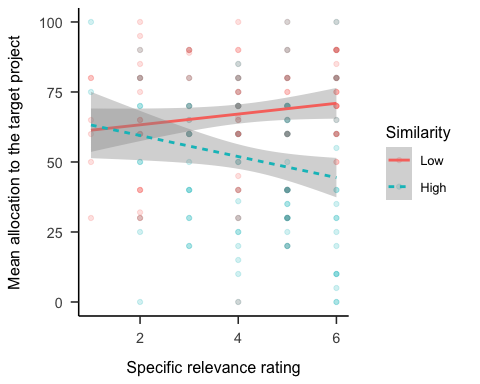 100
75
50
25
0
2
4
6
Mean allocation to the target project
Specific relevance rating
Similarity
Low
High